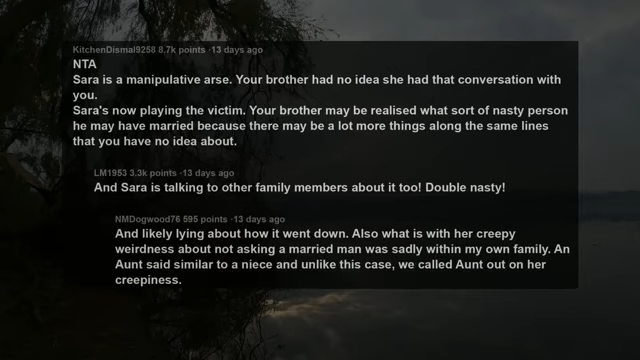 KitchenDismal9258 8.7k points ·13 days ago
NTA
Sara is a manipulative arse. Your brother had no idea she had that conversation with
you.
Sara's now playing the victim. Your brother may be realised what sort of nasty person
he may have married because there may be a lot more things along the same lines
that you have no idea about.
LM1953 3.3k points ·13 days ago
And Sara is talking to other family members about it too! Double nasty!
NMDogwood76 595 points ·13 days ago
And likely lying about how it went down. Also what is with her creepy
weirdness about not asking a married man was sadly within my own family. An
Aunt said similar to a niece and unlike this case, we called Aunt out on her
creepiness.